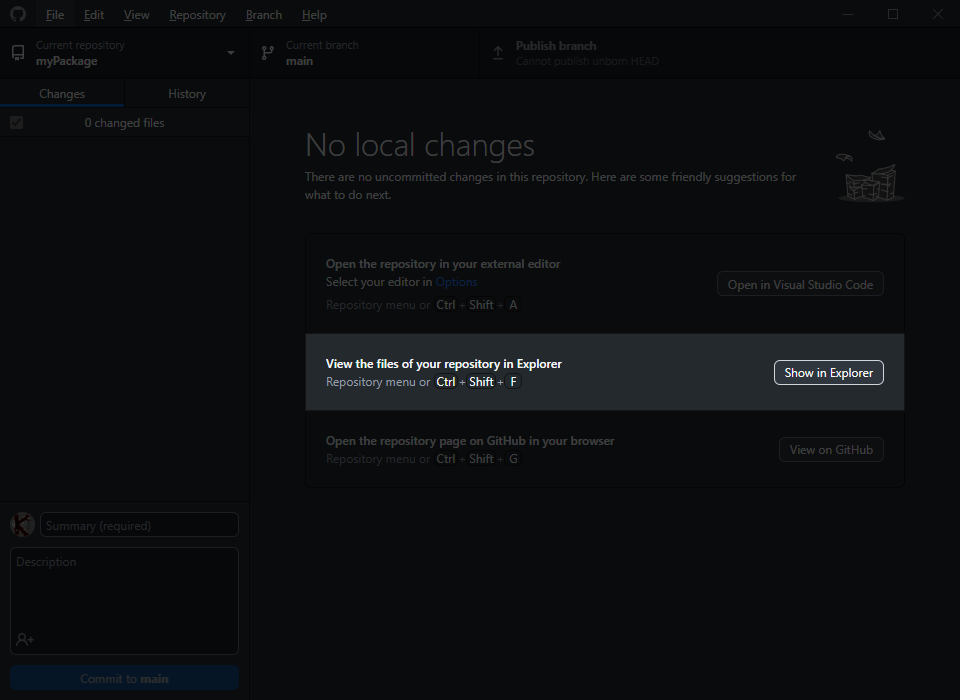 File Edit View Repository Branch Help
Current repository
myPackage
Current branch
main
Publish branch
Cannot publish unborn HEAD
Changes History
0 changed files
No local changes
There are no uncommitted changes in this repository. Here are some friendly suggestions for
what to do next.
Open the repository in your external editor
Select your editor in Options
Repository menu or Ctrl + Shift + A
Open in Visual Studio Code
View the files of your repository in Explorer
Repository menu or Ctrl + Shift + F
Show in Explorer
Open the repository page on GitHub in your browser
Repository menu or Ctrl + Shift + G
View on GitHub
Summary (required)
Description
Commit to main